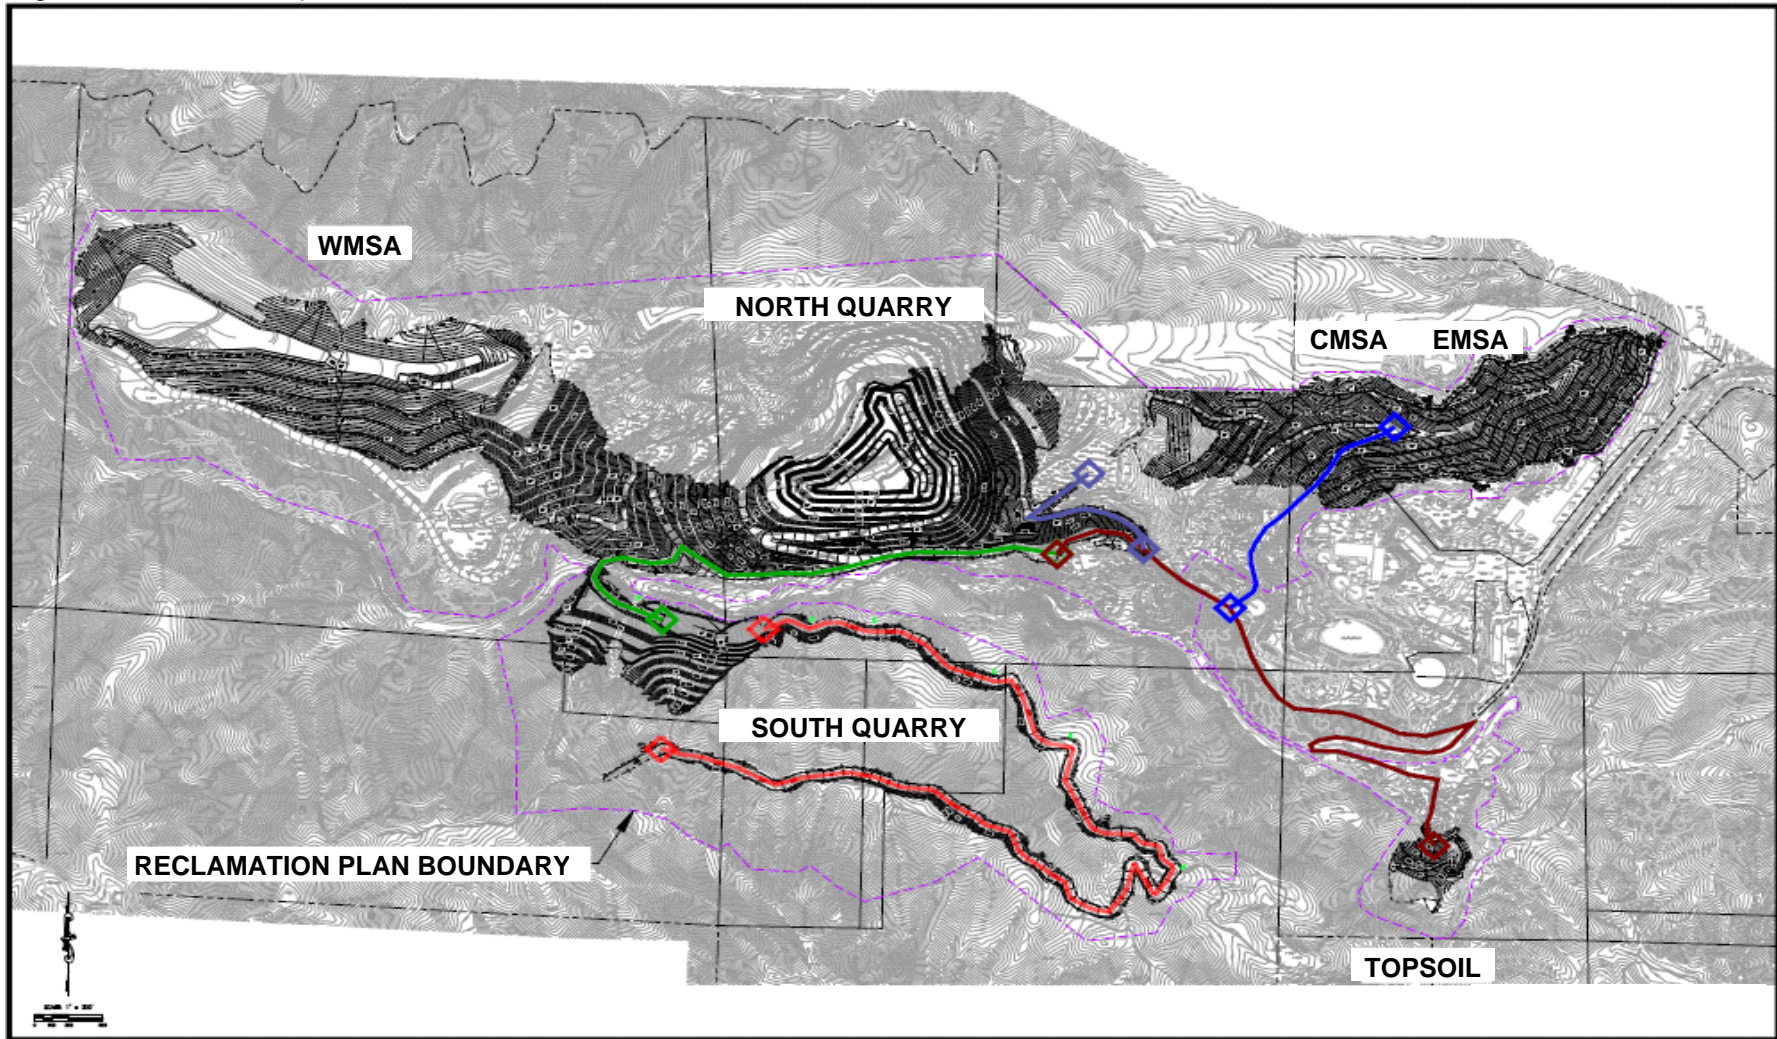 WMSA
NORTH QUARRY
CMSA EMSA
SOUTH QUARRY
RECLAMATION PLAN BOUNDARY
TOPSOIL